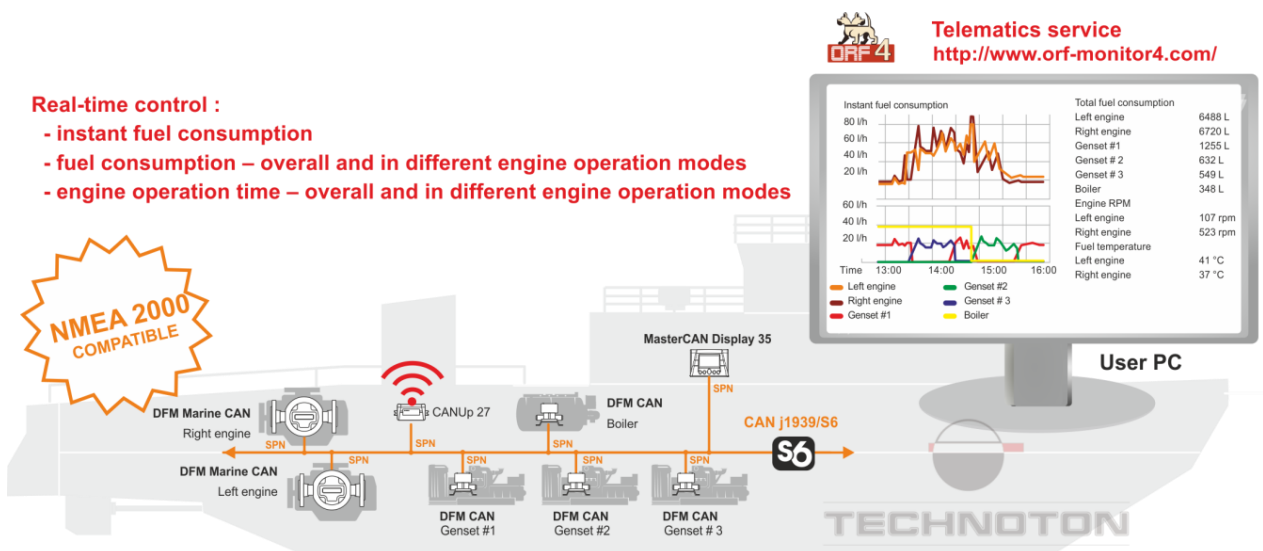 ORF 4
Telematics service
http://www.orf-monitor4.com/
Real-time control :
- instant fuel consumption
- fuel consumption – overall and in different engine operation modes
- engine operation time – overall and in different engine operation modes
Instant fuel consumption
80 l/h
60 l/h
40 l/h
20 l/h
60 l/h
40 l/h
20 l/h
Time 13:00 14:00 15:00 16:00
Left engine
Right engine
Genset #1
Genset #2
Genset # 3
Boiler
Total fuel consumption
Left engine 6488 L
Right engine 6720 L
Genset #1 1255 L
Genset # 2 632 L
Genset # 3 549 L
Boiler 348 L
Engine RPM
Left engine 107 rpm
Right engine 523 rpm
Fuel temperature
Left engine 41 °C
Right engine 37 °C
NMEA 2000
COMPATIBLE
User PC
MasterCAN Display 35
SPN
DFM Marine CAN
Right engine
SPN
CANUp 27
SPN
DFM CAN
Boiler
SPN
CAN j1939/S6
S6
DFM Marine CAN
Left engine
SPN
SPN
DFM CAN
Genset #1
SPN
DFM CAN
Genset #2
SPN
DFM CAN
Genset # 3
TECHNOTON